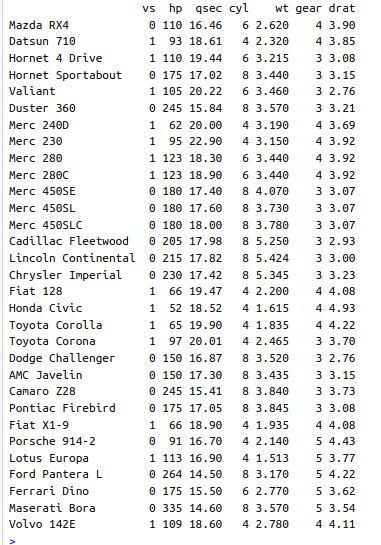 vs hp qsec cyl wt gear drat
Mazda RX4 0 110 16.46 6 2.620 4 3.90
Datsun 710 1 93 18.61 4 2.320 4 3.85
Hornet 4 Drive 1 110 19.44 6 3.215 3 3.08
Hornet Sportabout 0 175 17.02 8 3.440 3 3.15
Valiant 1 105 20.22 6 3.460 3 2.76
Duster 360 0 245 15.84 8 3.570 3 3.21
Merc 240D 1 62 20.00 4 3.190 4 3.69
Merc 230 1 95 22.90 4 3.150 4 3.92
Merc 280 1 123 18.30 6 3.440 4 3.92
Merc 280C 1 123 18.90 6 3.440 4 3.92
Merc 450SE 0 180 17.40 8 4.070 3 3.07
Merc 450SL 0 180 17.60 8 3.730 3 3.07
Merc 450SLC 0 180 18.00 8 3.780 3 3.07
Cadillac Fleetwood 0 205 17.98 8 5.250 3 2.93
Lincoln Continental 0 215 17.82 8 5.424 3 3.00
Chrysler Imperial 0 230 17.42 8 5.345 3 3.23
Fiat 128 1 66 19.47 4 2.200 4 4.08
Honda Civic 1 52 18.52 4 1.615 4 4.93
Toyota Corolla 1 65 19.90 4 1.835 4 4.22
Toyota Corona 1 97 20.01 4 2.465 3 3.70
Dodge Challenger 0 150 16.87 8 3.520 3 2.76
AMC Javelin 0 150 17.30 8 3.435 3 3.15
Camaro Z28 0 245 15.41 8 3.840 3 3.73
Pontiac Firebird 0 175 17.05 8 3.845 3 3.08
Fiat X1-9 1 66 18.90 4 1.935 4 4.08
Porsche 914-2 0 91 16.70 4 2.140 5 4.43
Lotus Europa 1 113 16.90 4 1.513 5 3.77
Ford Pantera L 0 264 14.50 8 3.170 5 4.22
Ferrari Dino 0 175 15.50 6 2.770 5 3.62
Maserati Bora 0 335 14.60 8 3.570 5 3.54
Volvo 142E 1 109 18.60 4 2.780 4 4.11
>